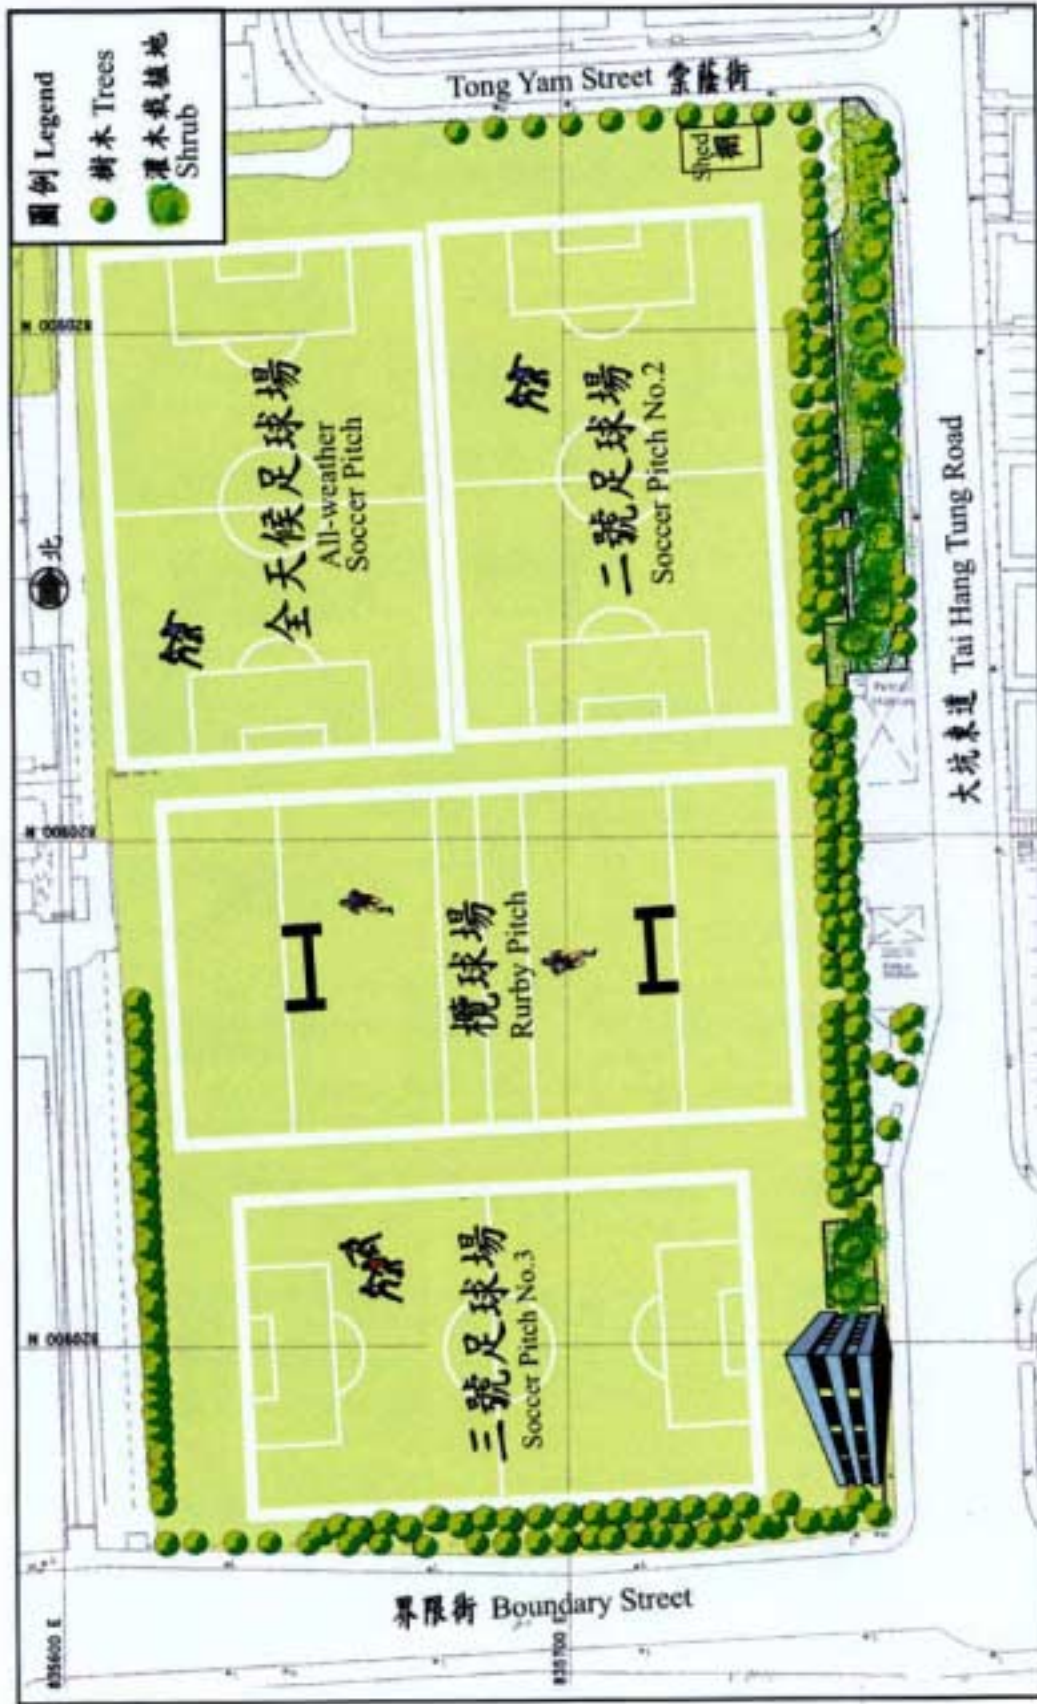 圖例 Legend
樹木 Trees
灌木栽植地
Shrub
Tong Yam Street 棠蔭街
Shed
棚
820900 N
全天候足球場
All-weather
Soccer Pitch
二號足球場
Soccer Pitch No.2
北
大坑東道 Tai Hang Tung Road
欖球場
Rurby Pitch
三號足球場
Soccer Pitch No.3
界限街 Boundary Street
835600 E
835700 E